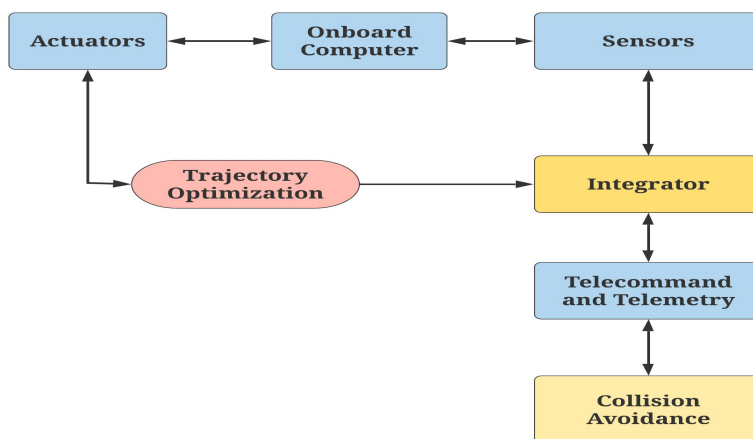 Actuators
Onboard
Computer
Sensors
Trajectory
Optimization
Integrator
Telecommand
and Telemetry
Collision
Avoidance